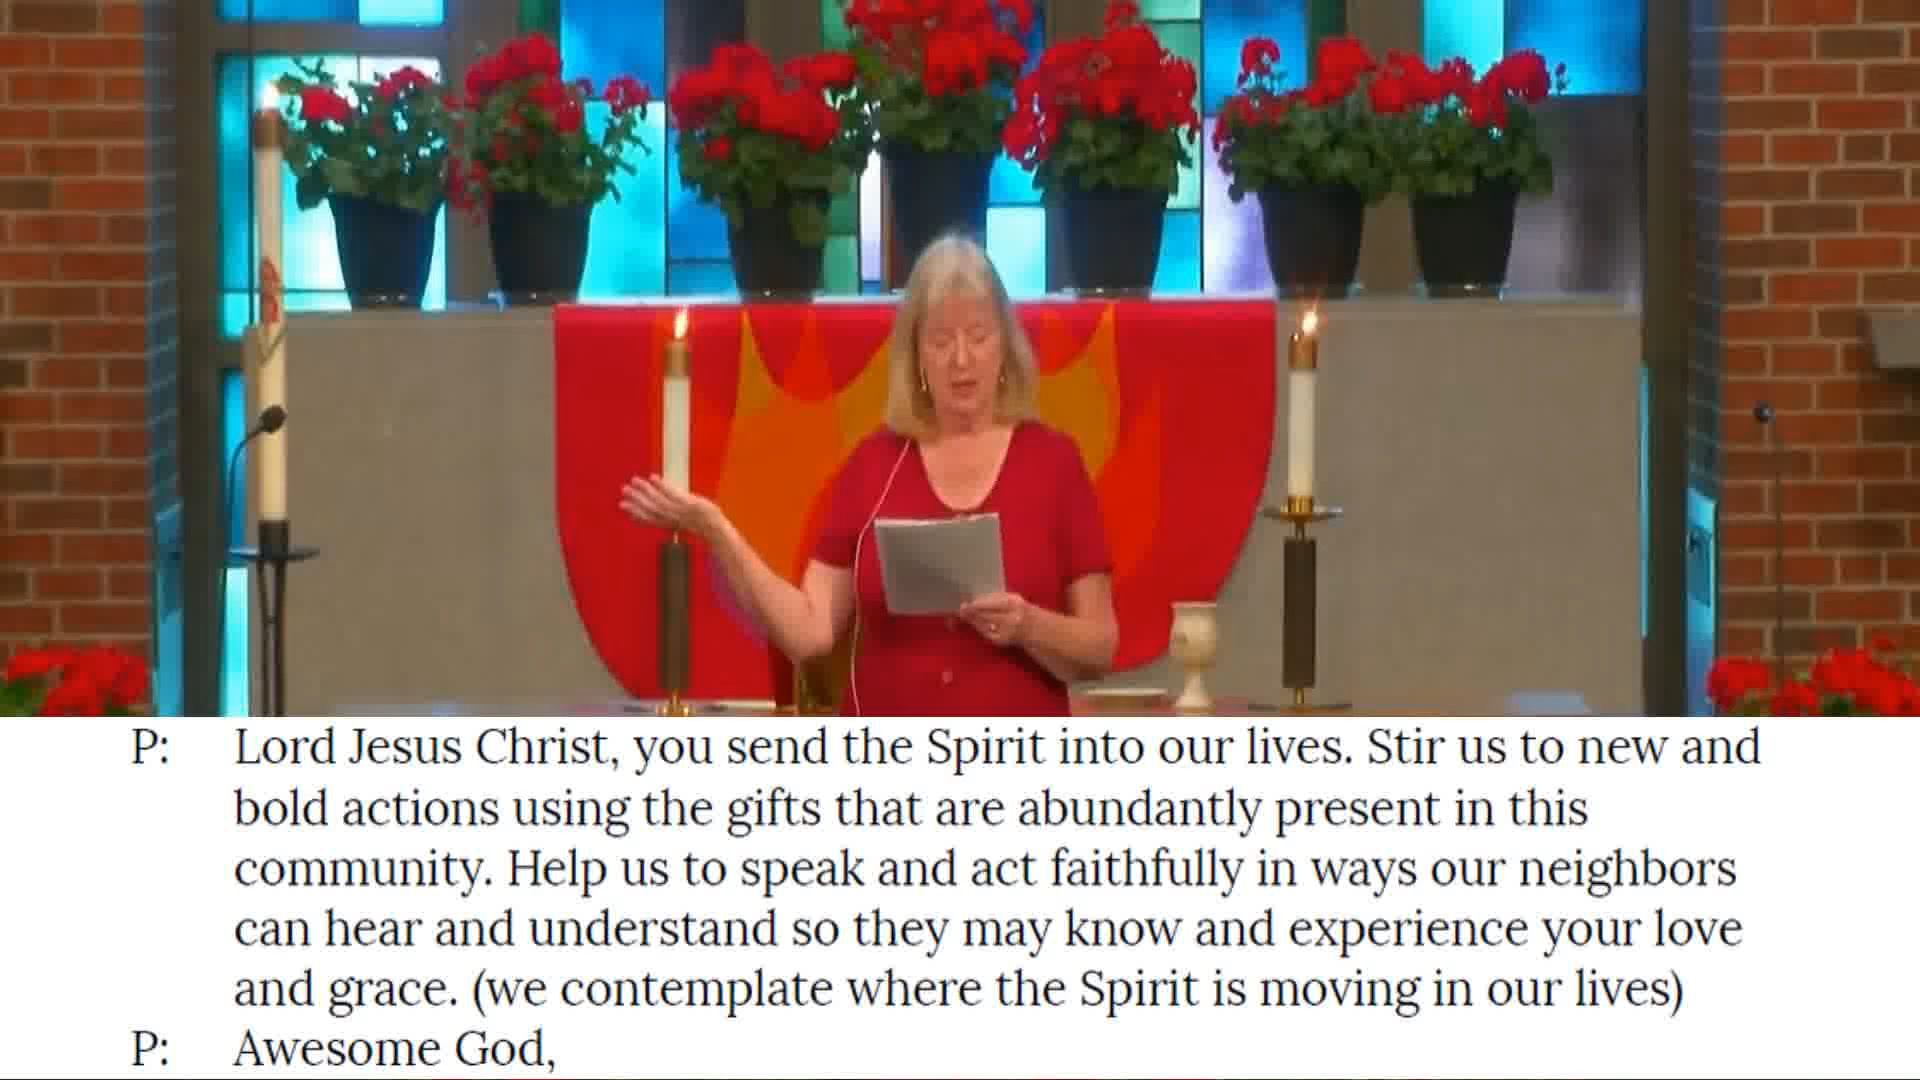 P: Lord Jesus Christ, you send the Spirit into our lives. Stir us to new and
bold actions using the gifts that are abundantly present in this
community. Help us to speak and act faithfully in ways our neighbors
can hear and understand so they may know and experience your love
and grace. (we contemplate where the Spirit is moving in our lives)
P: Awesome God,